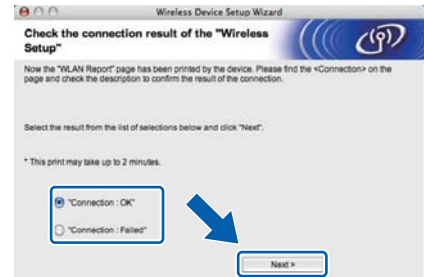 Wireless Device Setup Wizard
Check the connection result of the "Wireless
Setup"
Now the "WLAN Report" page has been printed by the device. Please find the <Connection> on the
page and check the description to confirm the result of the connection.
Select the result from the list of selections below and click "Next".
* This print may take up to 2 minutes.
"Connection : OK"
"Connection : Failed"
Next >